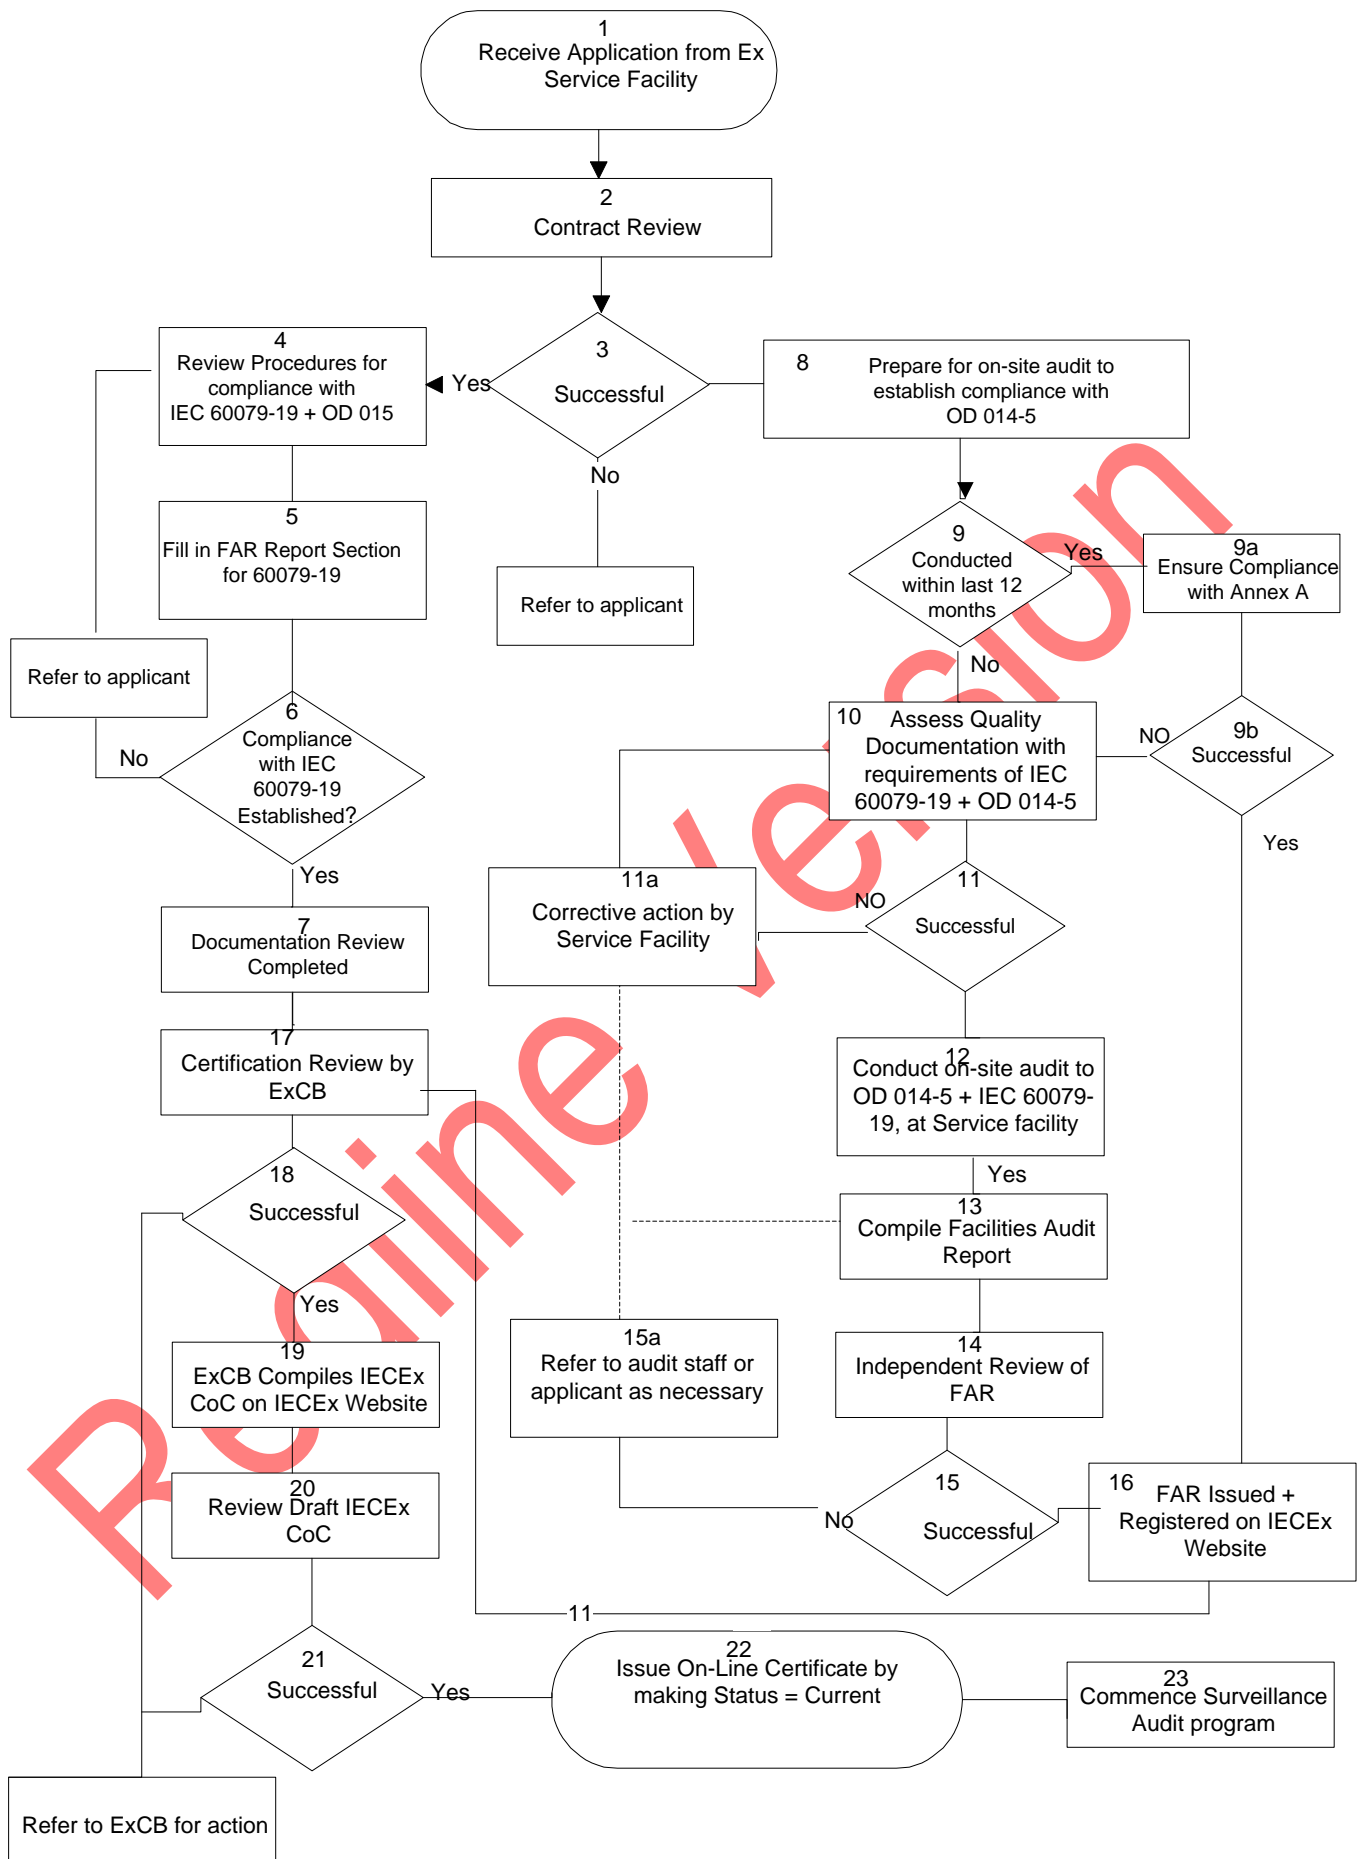 1
Receive Application from Ex
Service Facility
2
Contract Review
3
Successful
Yes
No
Refer to applicant
4
Review Procedures for
compliance with
IEC 60079-19 + OD 015
5
Fill in FAR Report Section
for 60079-19
Refer to applicant
6
Compliance
with IEC
60079-19
Established?
No
Yes
7
Documentation Review
Completed
8
Prepare for on-site audit to
establish compliance with
OD 014-5
9
Conducted
within last 12
months
Yes
No
9a
Ensure Compliance
with Annex A
9b
Successful
NO
Yes
10
Assess Quality
Documentation with
requirements of IEC
60079-19 + OD 014-5
11
Successful
NO
11a
Corrective action by
Service Facility
12
Conduct on-site audit to
OD 014-5 + IEC 60079-
19, at Service facility
Yes
13
Compile Facilities Audit
Report
14
Independent Review of
FAR
15
Successful
No
15a
Refer to audit staff or
applicant as necessary
16
FAR Issued +
Registered on IECEx
Website
11
17
Certification Review by
ExCB
18
Successful
Yes
19
ExCB Compiles IECEx
CoC on IECEx Website
20
Review Draft IECEx
CoC
21
Successful
Yes
22
Issue On-Line Certificate by
making Status = Current
23
Commence Surveillance
Audit program
Refer to ExCB for action
Redline Version